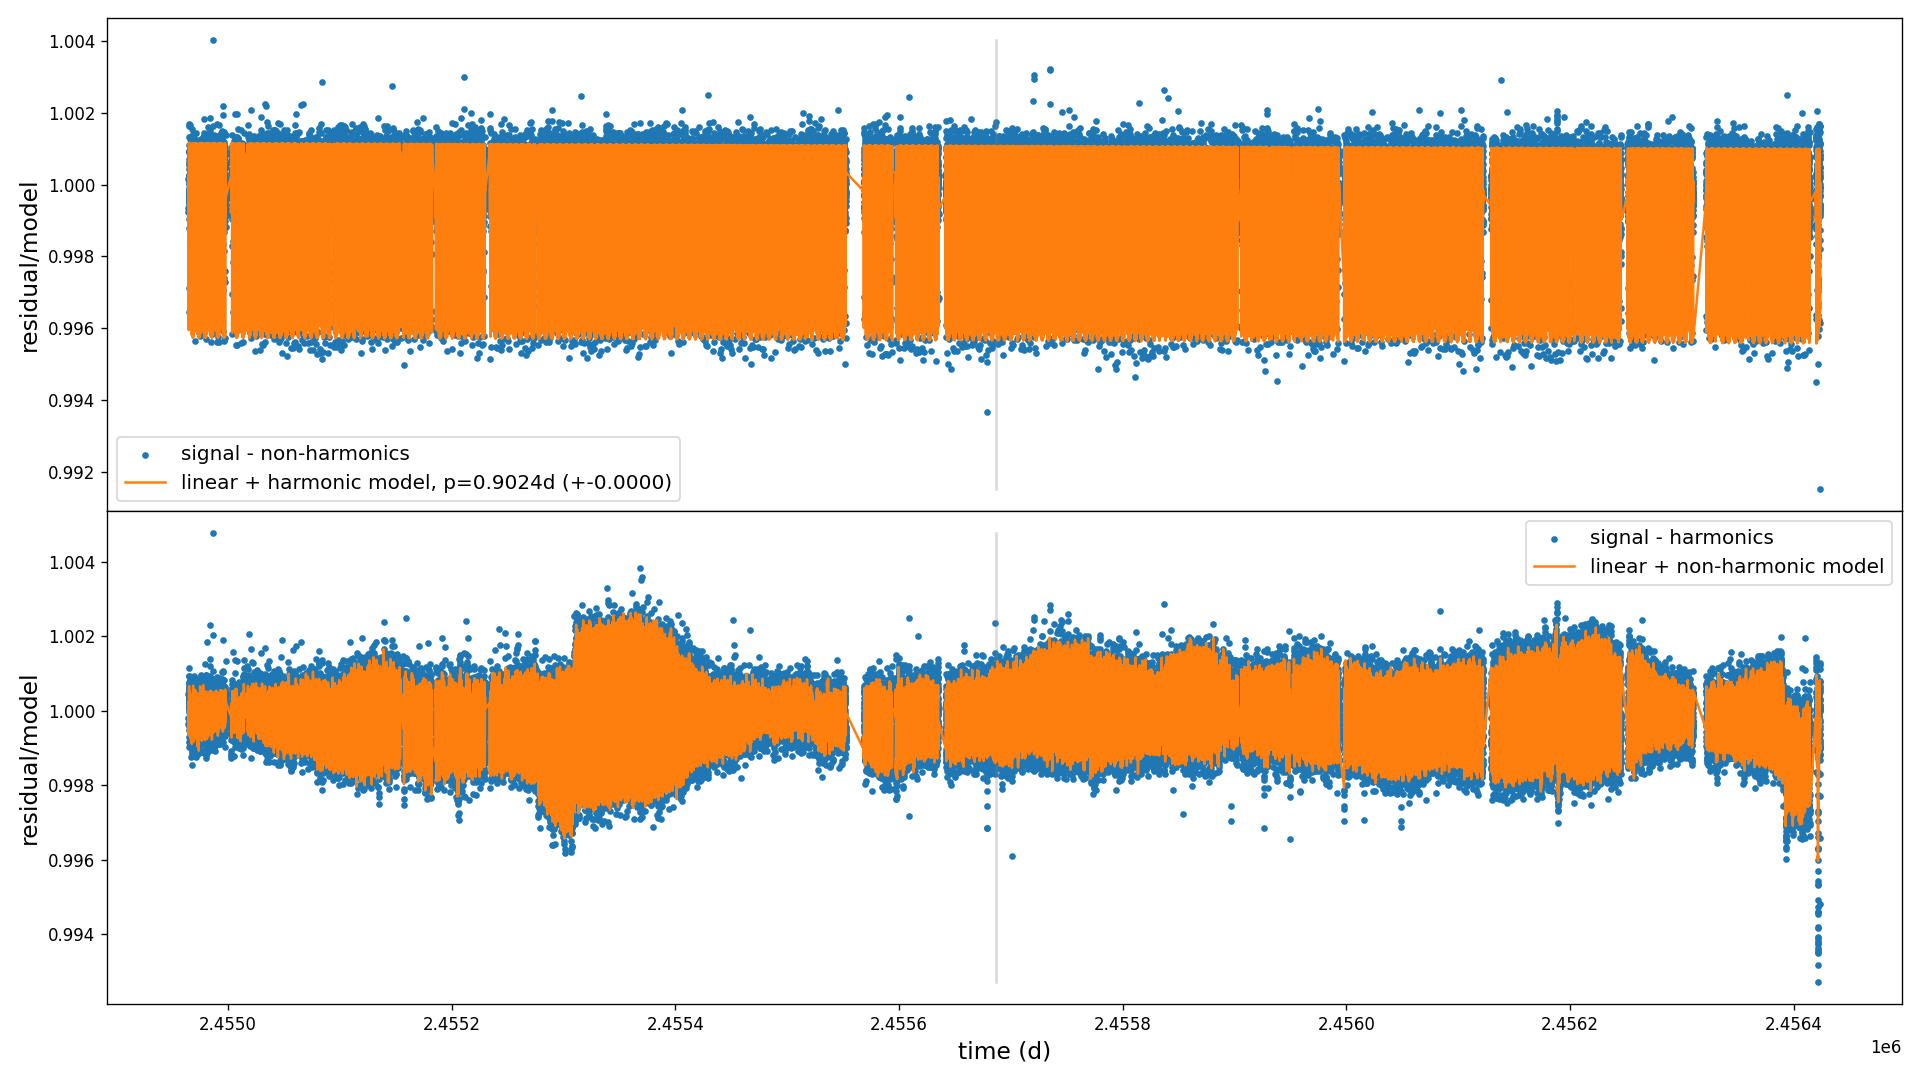 residual/model
1.004
1.002
1.000
0.998
0.996
0.994
0.992
signal - non-harmonics
linear + harmonic model, p=0.9024d (+-0.0000)
residual/model
1.004
1.002
1.000
0.998
0.996
0.994
signal - harmonics
linear + non-harmonic model
2.4550 2.4552 2.4554 2.4556 2.4558 2.4560 2.4562 2.4564
time (d)
1e6